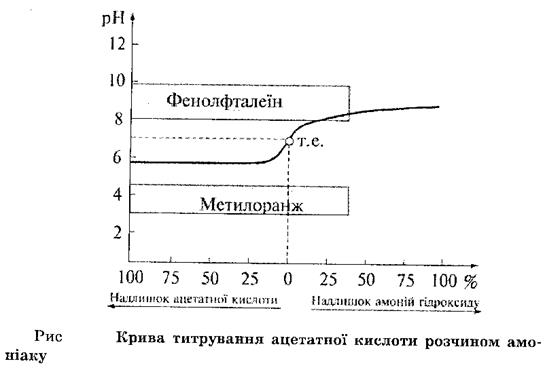 pH
12
10
Фенолфталеїн
8
т.е.
6
4
Метилоранж
2
100 75 50 25 0 25 50 75 100 %
Надлишок ацетатної кислоти Надлишок амоній гідроксиду
Рис Крива титрування ацетатної кислоти розчином амо-
ніаку